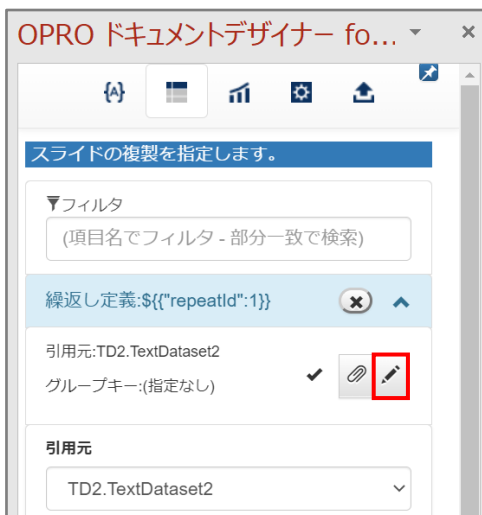 OPRO ドキュメントデザイナー fo...
{A}
スライドの複製を指定します。
フィルタ
(項目名でフィルタ - 部分一致で検索)
繰返し定義:${{"repeatId":1}}
引用元:TD2.TextDataset2
グループキー:(指定なし)
引用元
TD2.TextDataset2